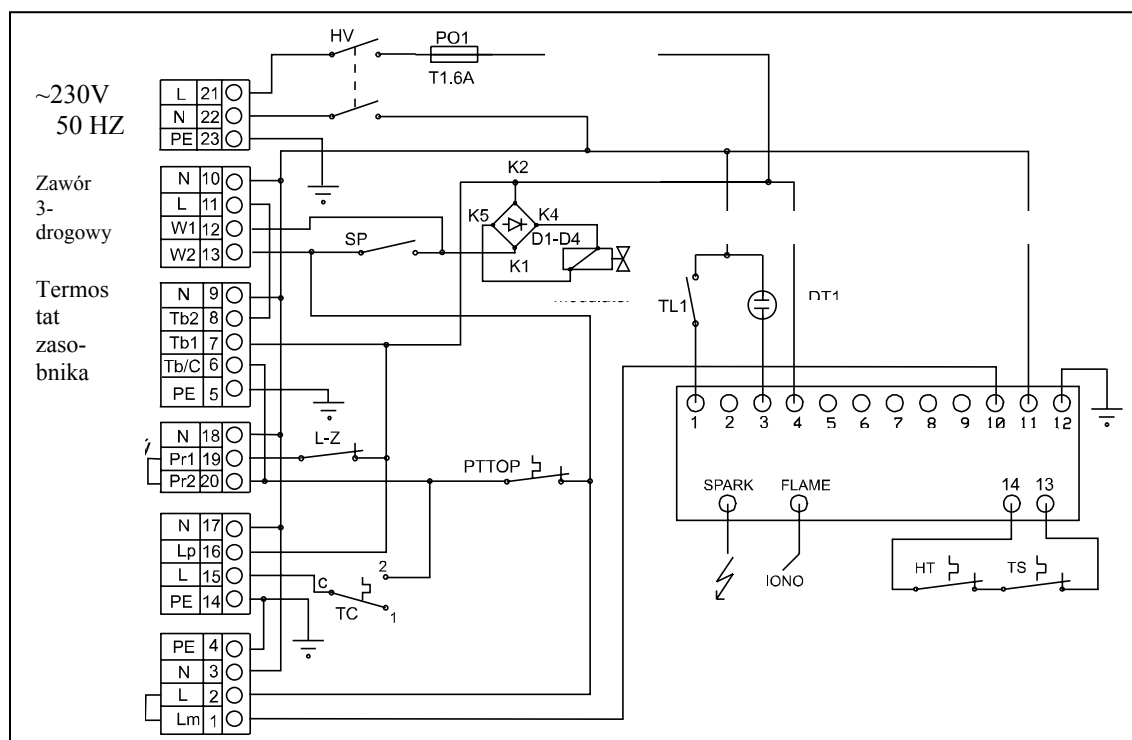 HV
PO1
T1.6A
~230V
50 HZ
L 21
N 22
PE 23
Zawór
3-
drogowy
N 10
L 11
W1 12
W2 13
SP
K2
K5
K4
D1-D4
K1
Termos
tat
zaso-
bnika
N 9
Tb2 8
Tb1 7
Tb/C 6
PE 5
TL1
DT1
1 2 3 4 5 6 7 8 9 10 11 12
N 18
Pr1 19
Pr2 20
L-Z
PTTOP
SPARK
FLAME
14
13
N 17
Lp 16
L 15
PE 14
C
2
1
TC
IONO
HT
TS
PE 4
N 3
L 2
Lm 1